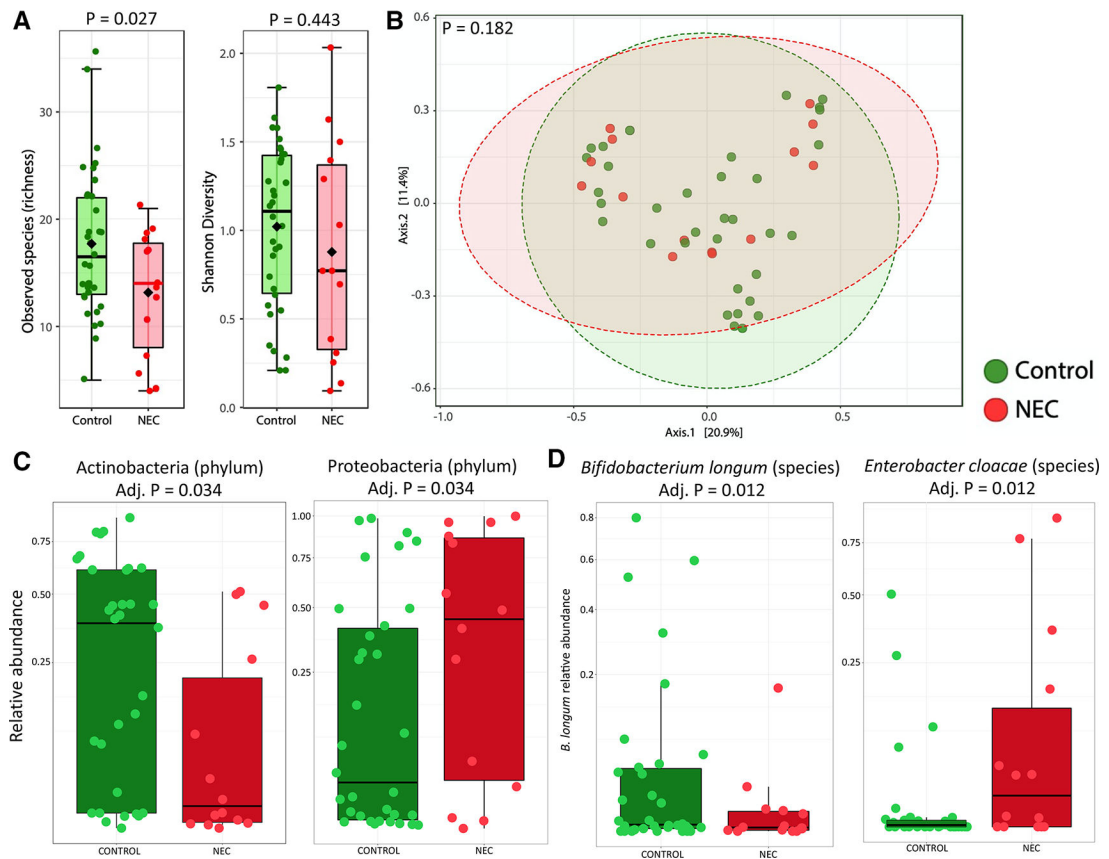 A
P = 0.027
P = 0.443
Observed species (richness)
30
20
10
Control
NEC
Shannon Diversity
2.0
1.5
1.0
0.5
0.0
Control
NEC
B
P = 0.182
Axis.2 [11.4%]
0.6
0.3
0.0
-0.3
-0.6
-1.0
-0.5
0.0
0.5
Axis.1 [20.9%]
Control
NEC
C
Actinobacteria (phylum)
Adj. P = 0.034
Relative abundance
0.75
0.50
0.25
CONTROL
NEC
Proteobacteria (phylum)
Adj. P = 0.034
1.00
0.75
0.50
0.25
CONTROL
NEC
D
Bifidobacterium longum (species)
Adj. P = 0.012
B. longum relative abundance
0.8
0.6
0.4
0.2
CONTROL
NEC
Enterobacter cloacae (species)
Adj. P = 0.012
0.75
0.50
0.25
CONTROL
NEC